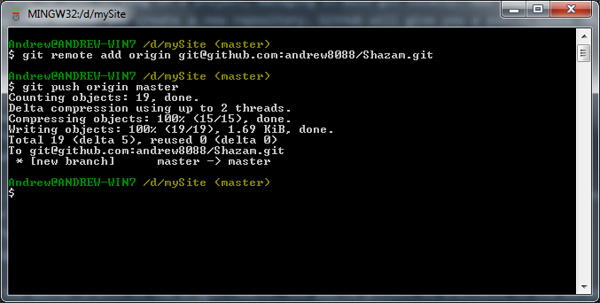 MINGW32:/d/mySite
Andrew@ANDREW-WIN7 /d/mySite (master)
$ git remote add origin git@github.com:andrew8088/Shazam.git
Andrew@ANDREW-WIN7 /d/mySite (master)
$ git push origin master
Counting objects: 19, done.
Delta compression using up to 2 threads.
Compressing objects: 100% (15/15), done.
Writing objects: 100% (19/19), 1.69 KiB, done.
Total 19 (delta 5), reused 0 (delta 0)
To git@github.com:andrew8088/Shazam.git
 * [new branch]      master -> master
Andrew@ANDREW-WIN7 /d/mySite (master)
$